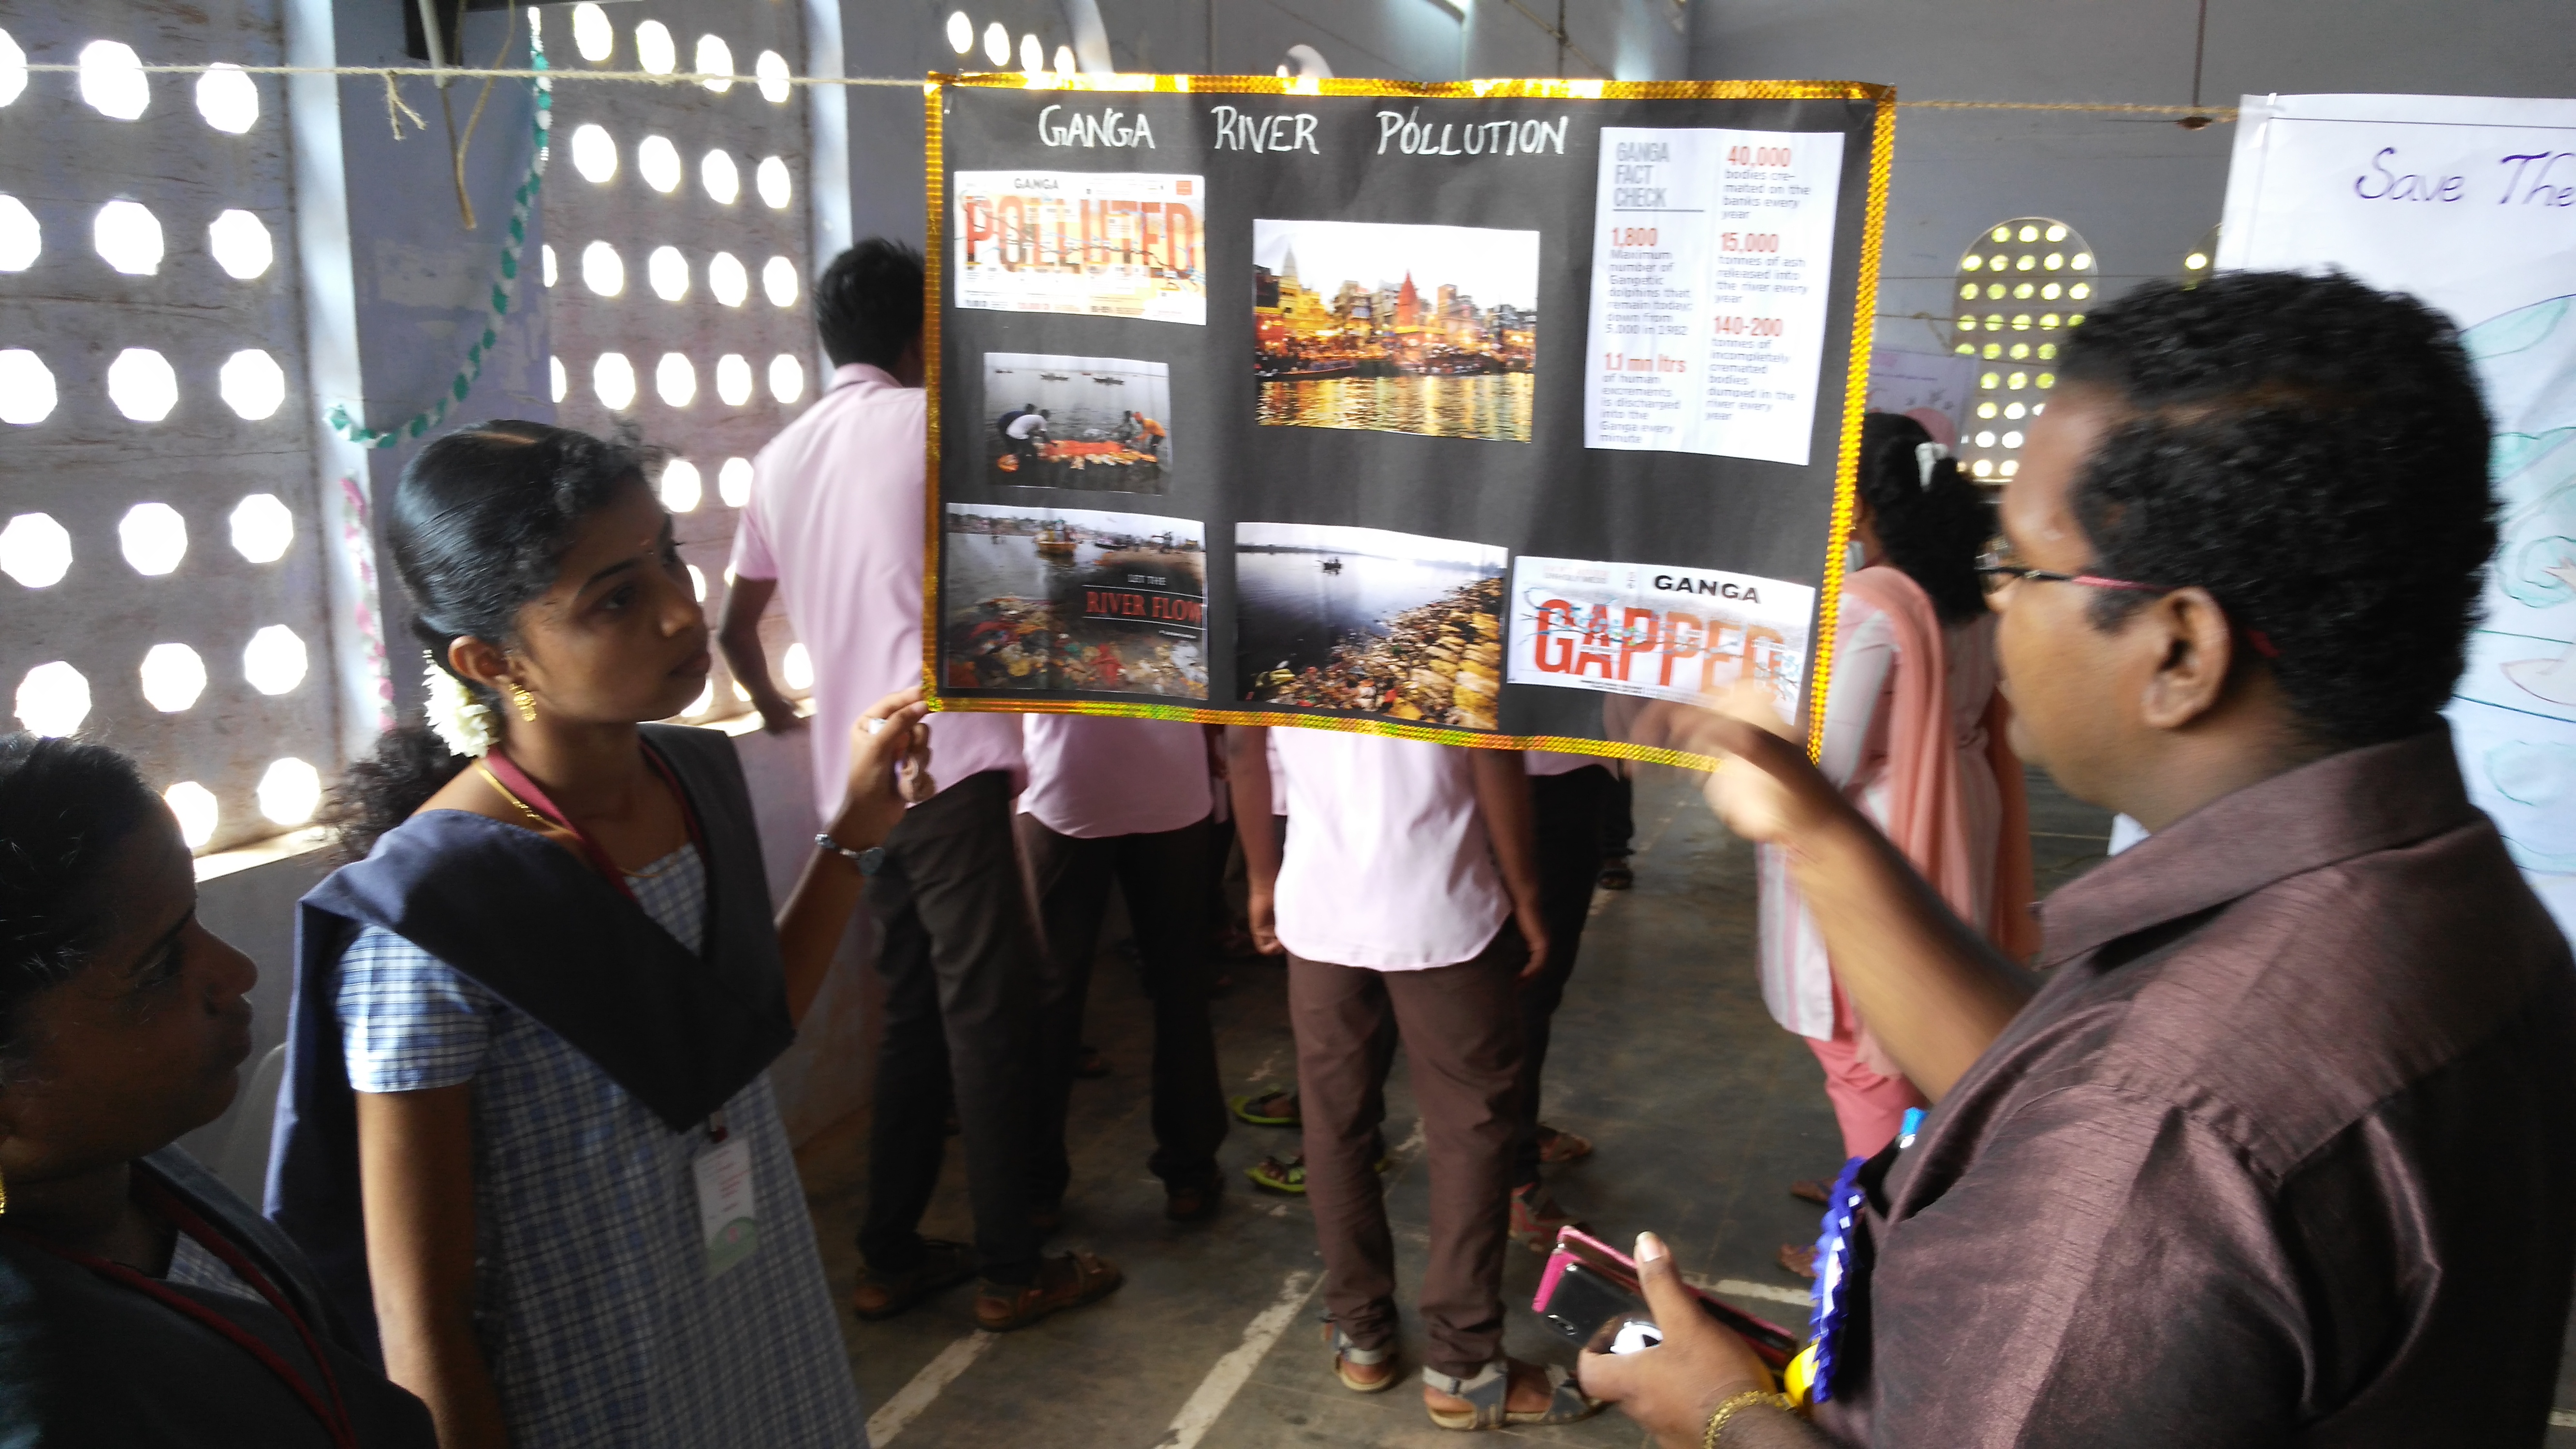 GANGA RIVER POLLUTION
GANGA
POLLUTED
GANGA
FACT
CHECK
1,800
Maximum
number of
Gangetic
dolphins that
remain today;
down from
5,000 in 1982
1.1 mn ltrs
of human
excrements
is discharged
into the
Ganga every
minute
40,000
bodies cre-
mated on the
banks every
year
15,000
tonnes of ash
released into
the river every
year
140-200
tonnes of
incompletely
cremated
bodies
dumped in the
river every
year
LET THE
RIVER FLOW
GANGA
GAPPED
Save The